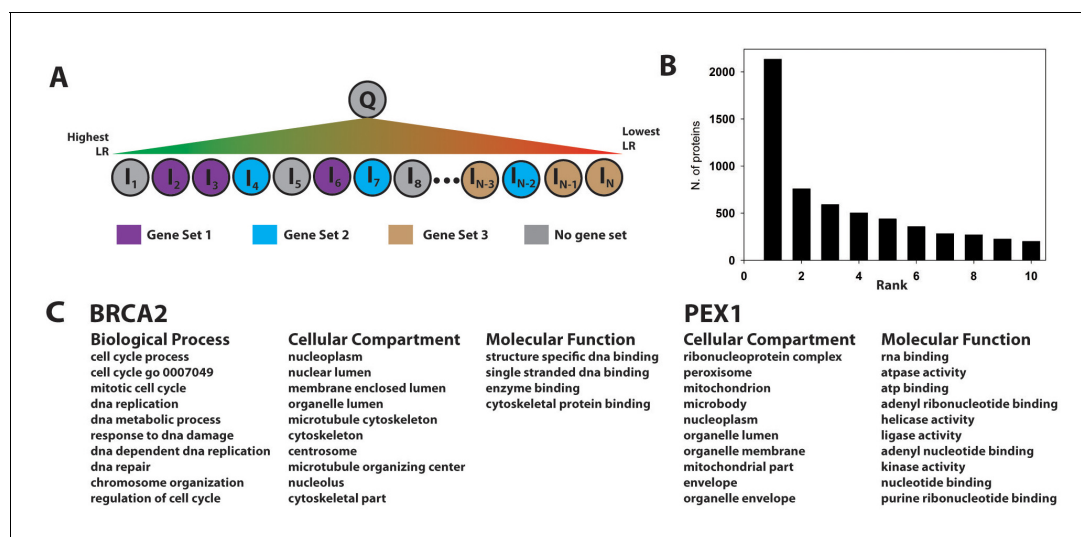 A
Q
Highest
LR
Lowest
LR
I1 I2 I3 I4 I5 I6 I7 I8 ••• IN-3 IN-2 IN-1 IN
Gene Set 1 Gene Set 2 Gene Set 3 No gene set
B
N. of proteins
2000
1500
1000
500
0
0 2 4 6 8 10
Rank
C BRCA2
Biological Process
cell cycle process
cell cycle go 0007049
mitotic cell cycle
dna replication
dna metabolic process
response to dna damage
dna dependent dna replication
dna repair
chromosome organization
regulation of cell cycle
Cellular Compartment
nucleoplasm
nuclear lumen
membrane enclosed lumen
organelle lumen
microtubule cytoskeleton
cytoskeleton
centrosome
microtubule organizing center
nucleolus
cytoskeletal part
Molecular Function
structure specific dna binding
single stranded dna binding
enzyme binding
cytoskeletal protein binding
PEX1
Cellular Compartment
ribonucleoprotein complex
peroxisome
mitochondrion
microbody
nucleoplasm
organelle lumen
organelle membrane
mitochondrial part
envelope
organelle envelope
Molecular Function
rna binding
atpase activity
atp binding
adenyl ribonucleotide binding
helicase activity
ligase activity
adenyl nucleotide binding
kinase activity
nucleotide binding
purine ribonucleotide binding